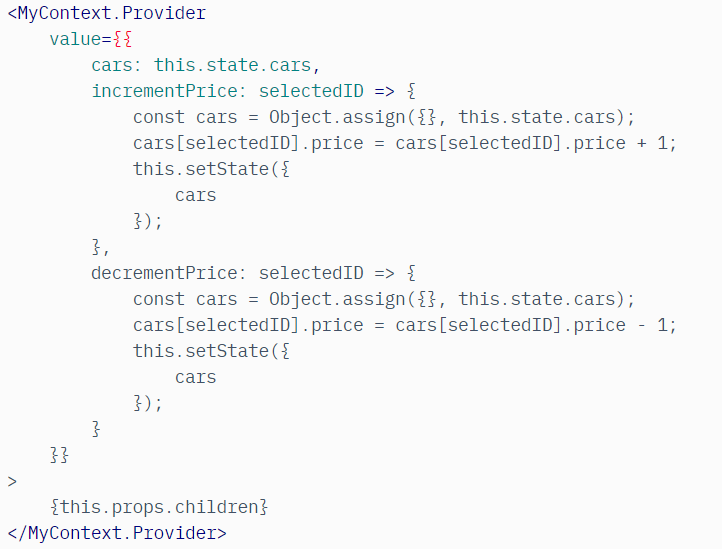 <MyContext.Provider
    value={{
        cars: this.state.cars,
        incrementPrice: selectedID => {
            const cars = Object.assign({}, this.state.cars);
            cars[selectedID].price = cars[selectedID].price + 1;
            this.setState({
                cars
            });
        },
        decrementPrice: selectedID => {
            const cars = Object.assign({}, this.state.cars);
            cars[selectedID].price = cars[selectedID].price - 1;
            this.setState({
                cars
            });
        }
    }}
>
    {this.props.children}
</MyContext.Provider>